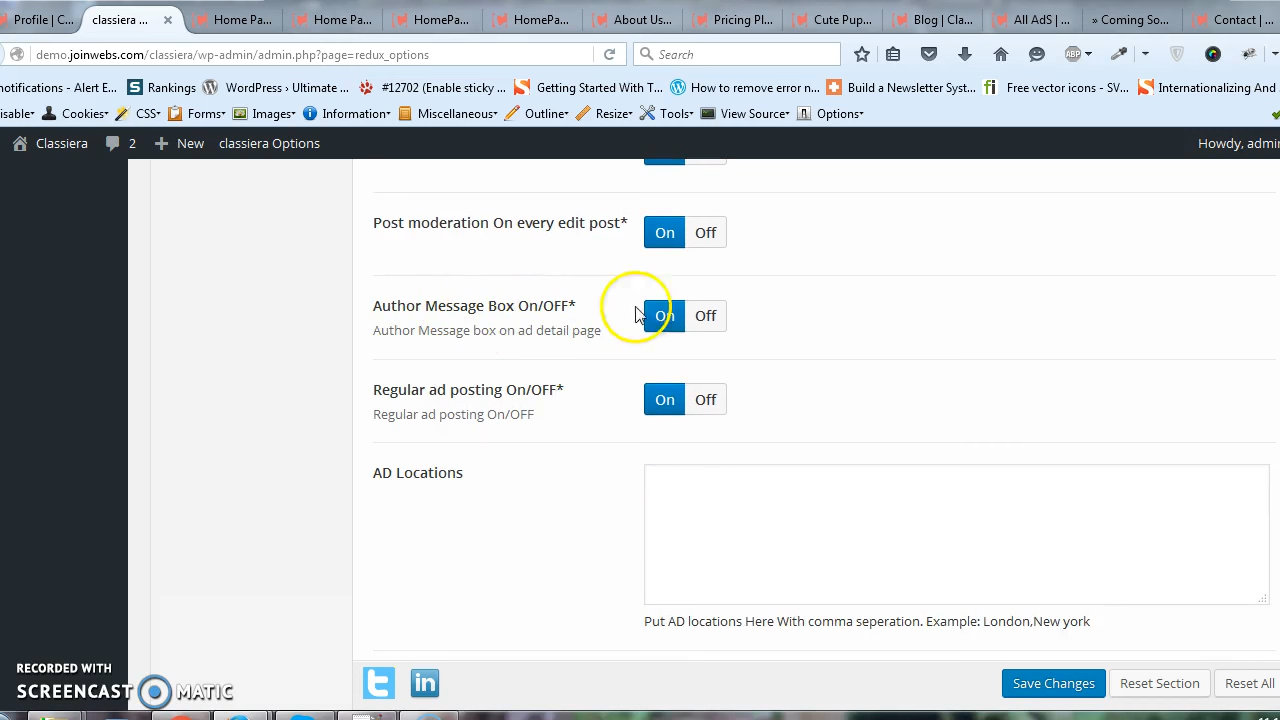 Profile | C...
classiera ...
Home Pa...
Home Pa...
HomePa...
HomePa...
About Us...
Pricing Pl...
Cute Pup...
Blog | Cla...
All AdS | ...
» Coming So...
Contact | ...
demo.joinwebs.com/classiera/wp-admin/admin.php?page=redux_options
Search
ABP
notifications - Alert E...
Rankings
WordPress › Ultimate ...
#12702 (Enable sticky ...
Getting Started With T...
How to remove error n...
Build a Newsletter Syst...
Free vector icons - SV...
Internationalizing And
isable▾
Cookies▾
CSS▾
Forms▾
Images▾
Information▾
Miscellaneous▾
Outline▾
Resize▾
Tools▾
View Source▾
Options▾
Classiera
2
New
classiera Options
Howdy, admin
Post moderation On every edit post*
On Off
Author Message Box On/OFF*
Author Message box on ad detail page
On Off
Regular ad posting On/OFF*
Regular ad posting On/OFF
On Off
AD Locations
Put AD locations Here With comma seperation. Example: London,New york
Save Changes
Reset Section
Reset All
RECORDED WITH
SCREENCAST MATIC